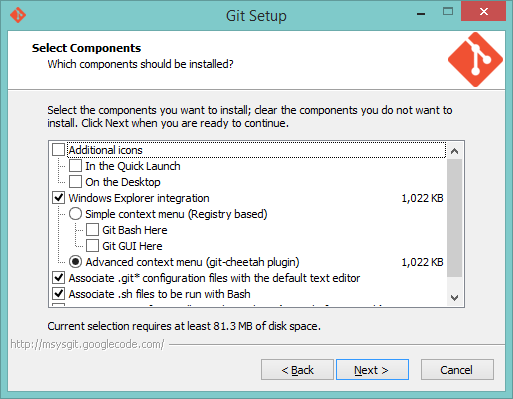 Git Setup
Select Components
Which components should be installed?
Select the components you want to install; clear the components you do not want to
install. Click Next when you are ready to continue.
Additional icons
In the Quick Launch
On the Desktop
Windows Explorer integration 1,022 KB
Simple context menu (Registry based)
Git Bash Here
Git GUI Here
Advanced context menu (git-cheetah plugin) 1,022 KB
Associate .git* configuration files with the default text editor
Associate .sh files to be run with Bash
Current selection requires at least 81.3 MB of disk space.
http://msysgit.googlecode.com/
< Back Next > Cancel